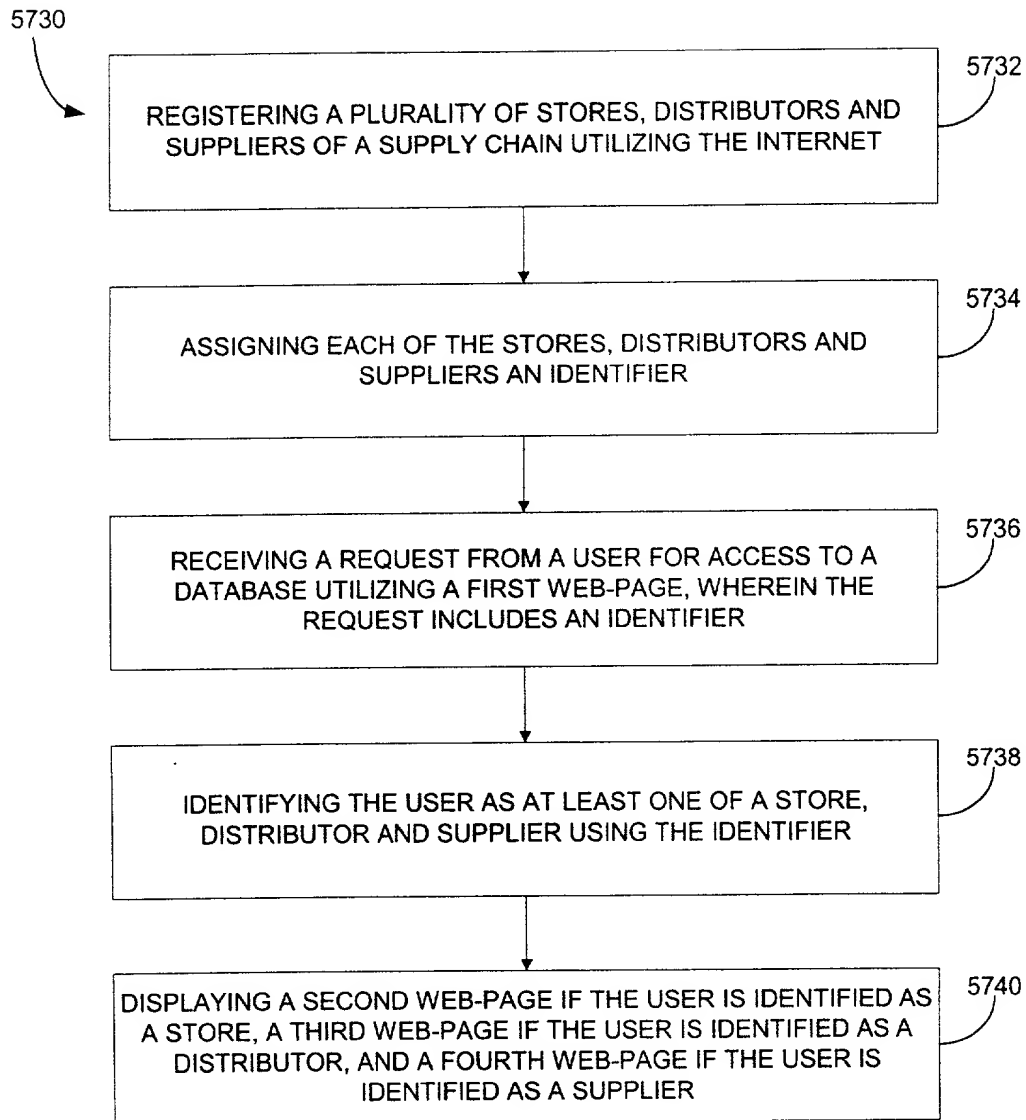 5730
5732
REGISTERING A PLURALITY OF STORES, DISTRIBUTORS AND
SUPPLIERS OF A SUPPLY CHAIN UTILIZING THE INTERNET
5734
ASSIGNING EACH OF THE STORES, DISTRIBUTORS AND
SUPPLIERS AN IDENTIFIER
5736
RECEIVING A REQUEST FROM A USER FOR ACCESS TO A
DATABASE UTILIZING A FIRST WEB-PAGE, WHEREIN THE
REQUEST INCLUDES AN IDENTIFIER
5738
IDENTIFYING THE USER AS AT LEAST ONE OF A STORE,
DISTRIBUTOR AND SUPPLIER USING THE IDENTIFIER
5740
DISPLAYING A SECOND WEB-PAGE IF THE USER IS IDENTIFIED AS
A STORE, A THIRD WEB-PAGE IF THE USER IS IDENTIFIED AS A
DISTRIBUTOR, AND A FOURTH WEB-PAGE IF THE USER IS
IDENTIFIED AS A SUPPLIER